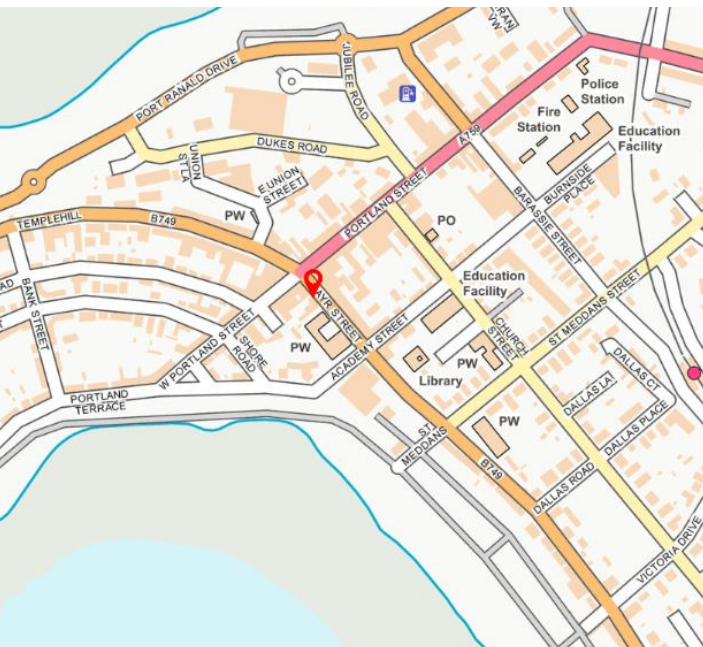 RAN
VW
PORT RANALD DRIVE
JUBILEE ROAD
Police
Station
Fire
Station
A759
Education
Facility
DUKES ROAD
UNION
ST LA
E UNION
STREET
BURNSIDE
PLACE
BARASSIE STREET
PORTLAND STREET
PW
PO
TEMPLEHILL
B749
BANK STREET
AD
T
Education
Facility
AYR STREET
ST MEDDANS STREET
W PORTLAND STREET
SHORE
ROAD
PW
ACADEMY STREET
CHURCH
STREET
PW
Library
DALLAS CT
DALLAS LA
DALLAS PLACE
PORTLAND
TERRACE
PW
ST
MEDDANS
B749
DALLAS ROAD
VICTORIA DRIVE